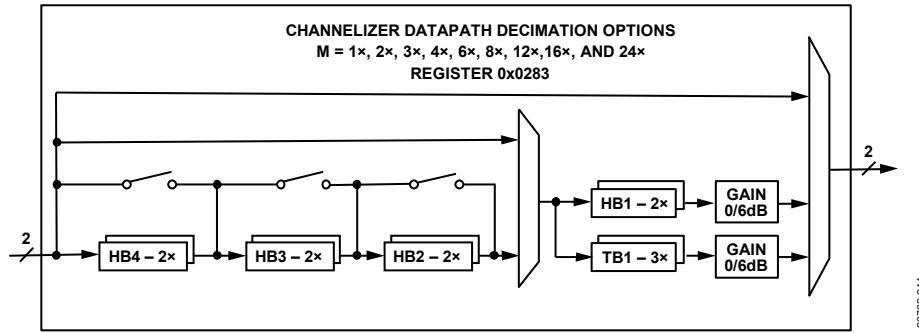 CHANNELIZER DATAPATH DECIMATION OPTIONS
M = 1×, 2×, 3×, 4×, 6×, 8×, 12×,16×, AND 24×
REGISTER 0x0283
2
2
HB4 – 2×
HB3 – 2×
HB2 – 2×
HB1 – 2×
GAIN
0/6dB
TB1 – 3×
GAIN
0/6dB